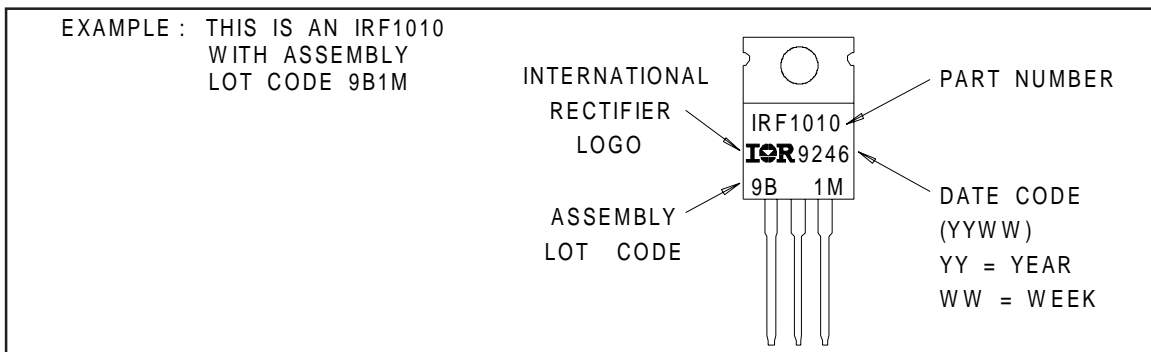 EXAMPLE : THIS IS AN IRF1010
WITH ASSEMBLY
LOT CODE 9B1M
INTERNATIONAL
RECTIFIER
LOGO
ASSEMBLY
LOT CODE
IRF1010
IOR 9246
9B 1M
PART NUMBER
DATE CODE
(YYWW)
YY = YEAR
WW = WEEK